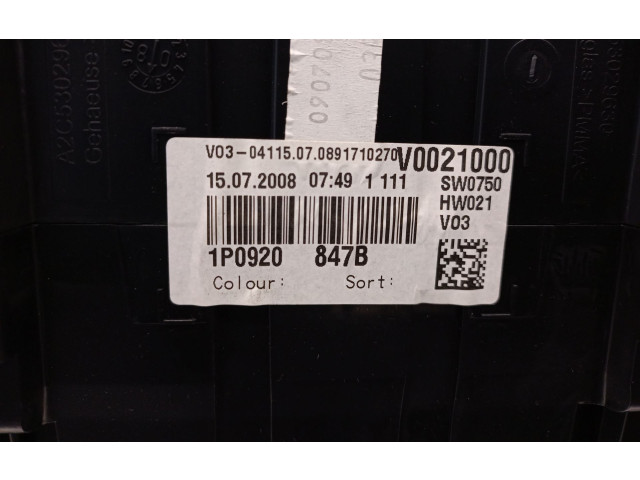 V03-04115.07.0891710270 V0021000
15.07.2008 07:49 1 111 SW0750
HW021
V03
1P0920 847B
Colour: Sort:
Gehaeuse